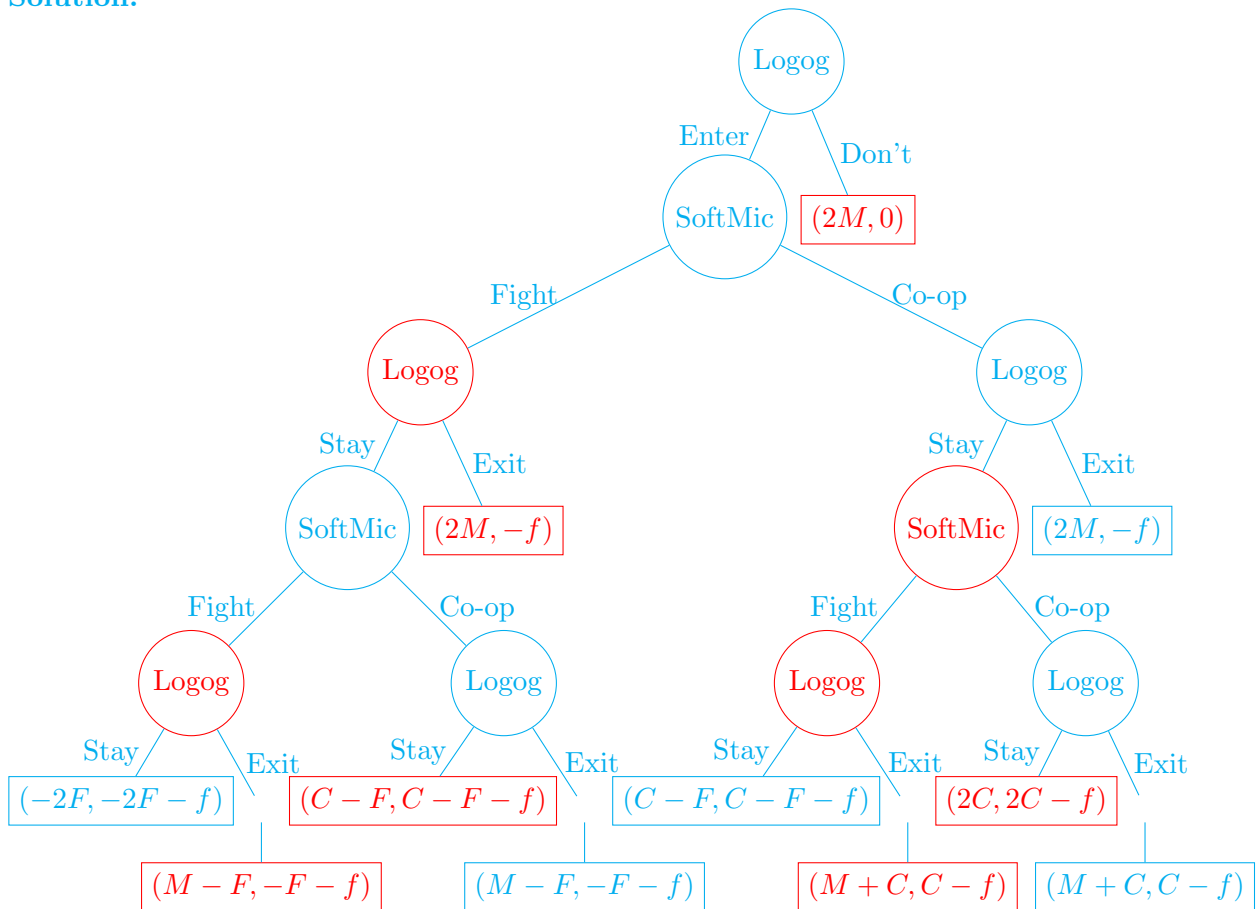 Solution:
Logog
Enter
Don't
SoftMic
(2M, 0)
Fight
Co-op
Logog
Logog
Stay
Exit
Stay
Exit
SoftMic
(2M, −f)
SoftMic
(2M, −f)
Fight
Co-op
Fight
Co-op
Logog
Logog
Logog
Logog
Stay
Exit
Stay
Exit
Stay
Exit
Stay
Exit
(−2F, −2F − f)
(C − F, C − F − f)
(C − F, C − F − f)
(2C, 2C − f)
(M − F, −F − f)
(M − F, −F − f)
(M + C, C − f)
(M + C, C − f)